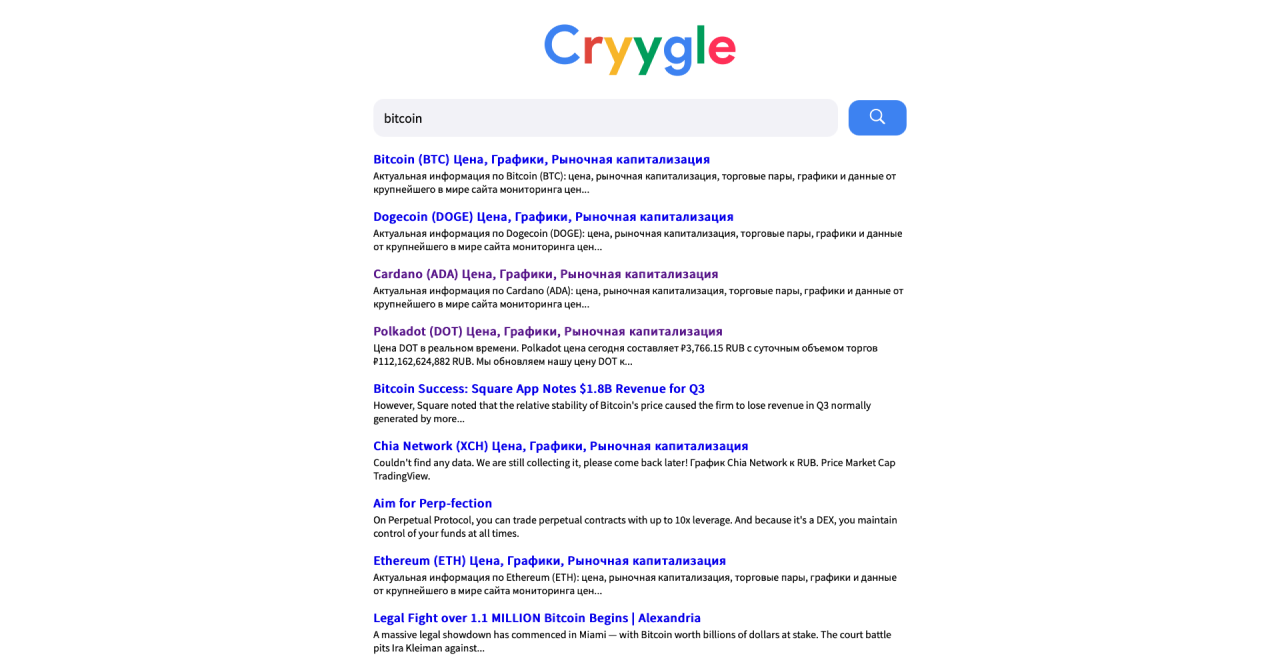 Cryygle
bitcoin
Bitcoin (BTC) Цена, Графики, Рыночная капитализация
Актуальная информация по Bitcoin (BTC): цена, рыночная капитализация, торговые пары, графики и данные от
крупнейшего в мире сайта мониторинга цен...
Dogecoin (DOGE) Цена, Графики, Рыночная капитализация
Актуальная информация по Dogecoin (DOGE): цена, рыночная капитализация, торговые пары, графики и данные
от крупнейшего в мире сайта мониторинга цен...
Cardano (ADA) Цена, Графики, Рыночная капитализация
Актуальная информация по Cardano (ADA): цена, рыночная капитализация, торговые пары, графики и данные от
крупнейшего в мире сайта мониторинга цен...
Polkadot (DOT) Цена, Графики, Рыночная капитализация
Цена DOT в реальном времени. Polkadot цена сегодня составляет ₽3,766.15 RUB с суточным объемом торгов
₽112,162,624,882 RUB. Мы обновляем нашу цену DOT к...
Bitcoin Success: Square App Notes $1.8B Revenue for Q3
However, Square noted that the relative stability of Bitcoin's price caused the firm to lose revenue in Q3 normally
generated by more...
Chia Network (XCH) Цена, Графики, Рыночная капитализация
Couldn't find any data. We are still collecting it, please come back later! График Chia Network к RUB. Price Market Cap
TradingView.
Aim for Perp-fection
On Perpetual Protocol, you can trade perpetual contracts with up to 10x leverage. And because it's a DEX, you maintain
control of your funds at all times.
Ethereum (ETH) Цена, Графики, Рыночная капитализация
Актуальная информация по Ethereum (ETH): цена, рыночная капитализация, торговые пары, графики и данные
от крупнейшего в мире сайта мониторинга цен...
Legal Fight over 1.1 MILLION Bitcoin Begins | Alexandria
A massive legal showdown has commenced in Miami — with Bitcoin worth billions of dollars at stake. The court battle
pits Ira Kleiman against...